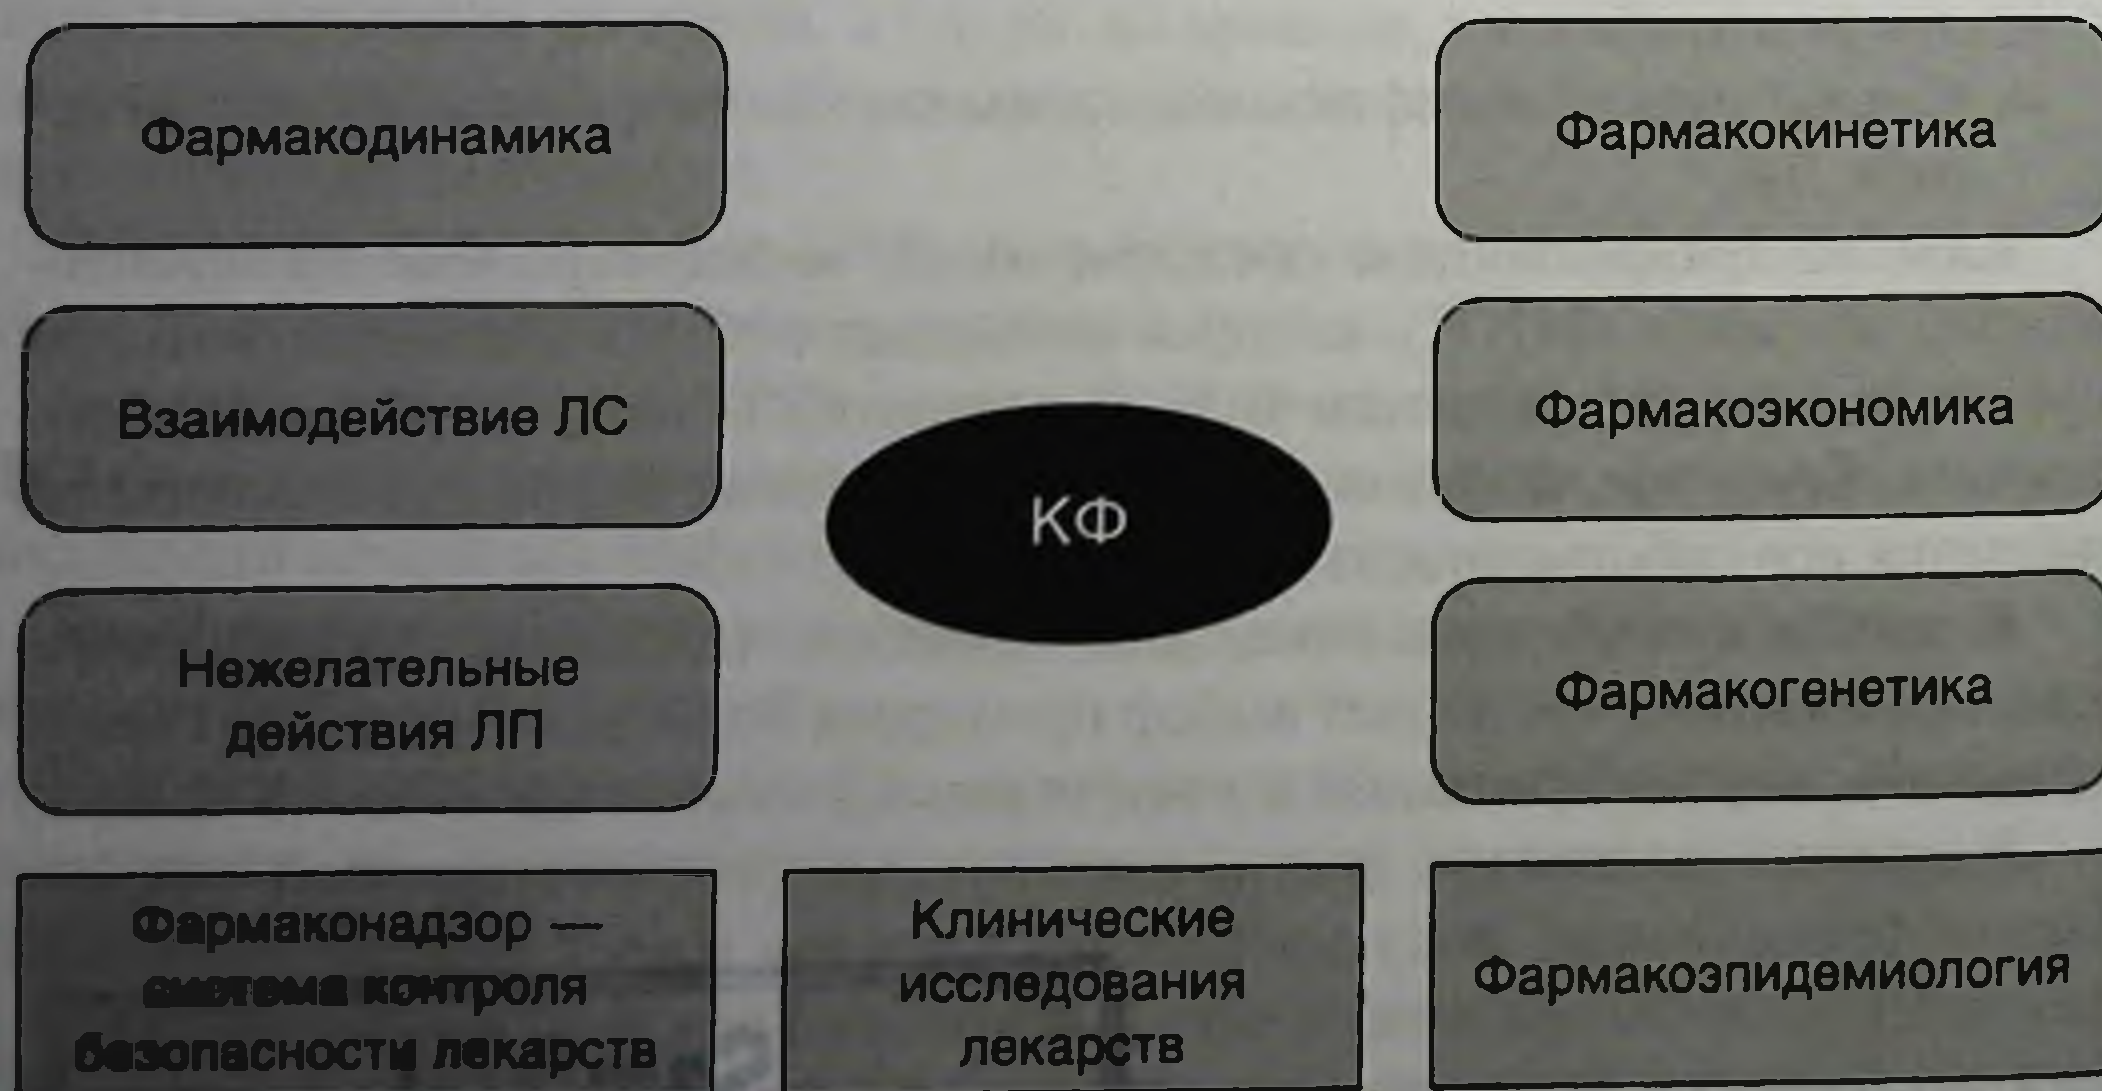 Фармакодинамика
Фармакокинетика
Взаимодействие ЛС
Фармакоэкономика
КФ
Нежелательные
действия ЛП
Фармакогенетика
Фармаконадзор —
система контроля
безопасности лекарств
Клинические
исследования
лекарств
Фармакоэпидемиология